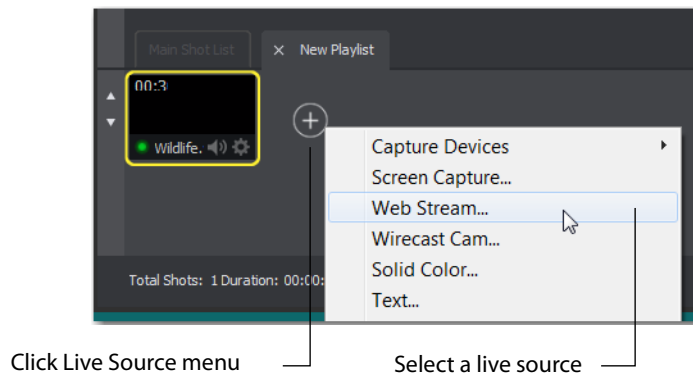 Main Shot List
× New Playlist
00:3
Wildlife.
Capture Devices
Screen Capture...
Web Stream...
Wirecast Cam...
Solid Color...
Text...
Total Shots: 1 Duration: 00:00:
Click Live Source menu
Select a live source